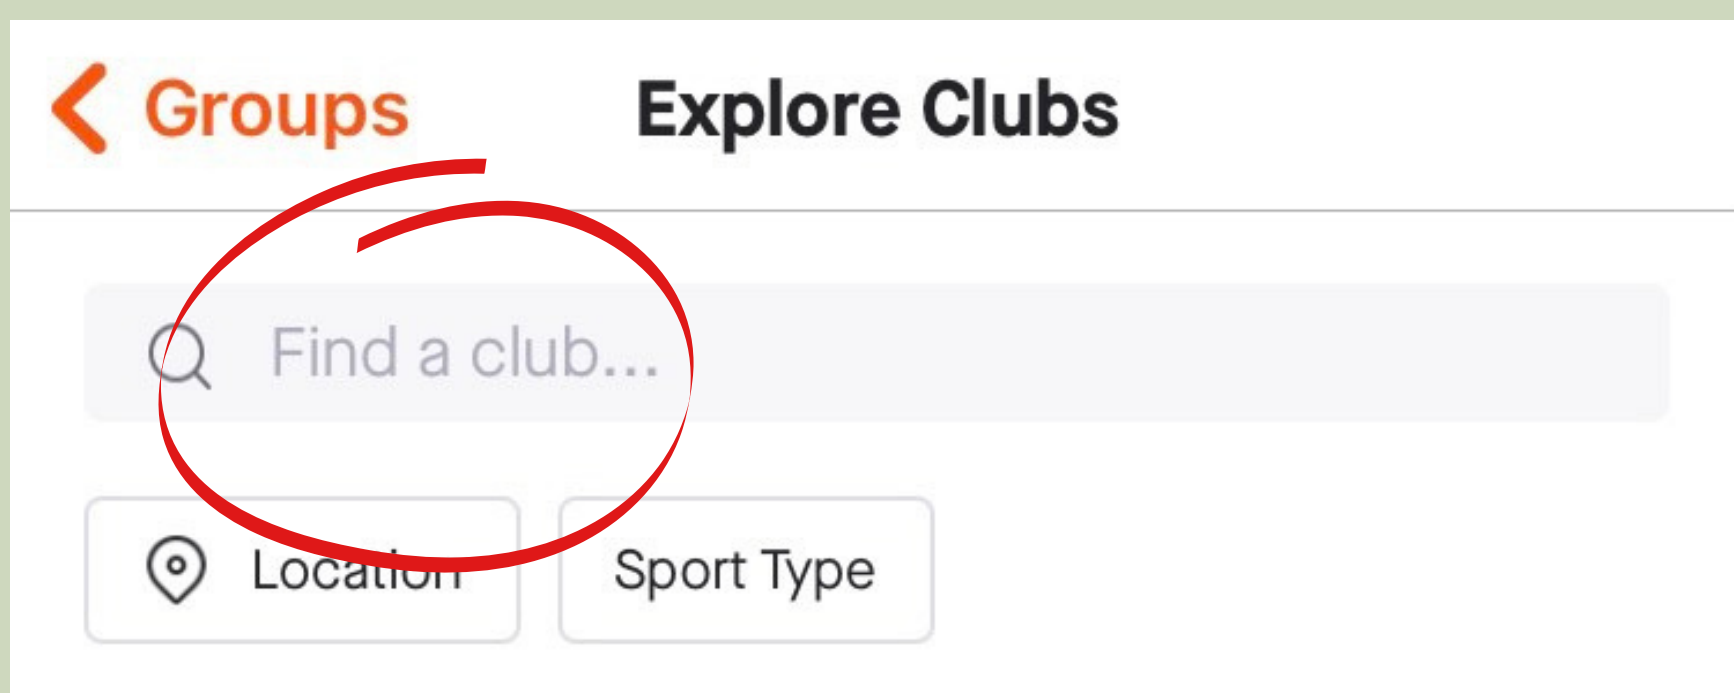 Groups
Explore Clubs
Find a club...
Location
Sport Type